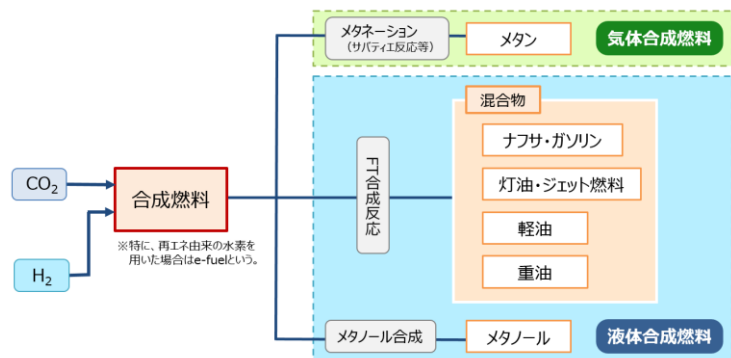 メタネーション
（サバティエ反応等）
メタン
気体合成燃料
混合物
ナフサ・ガソリン
灯油・ジェット燃料
軽油
重油
FT合成反応
CO2
合成燃料
※特に、再エネ由来の水素を
用いた場合はe-fuelという。
H2
メタノール合成
メタノール
液体合成燃料